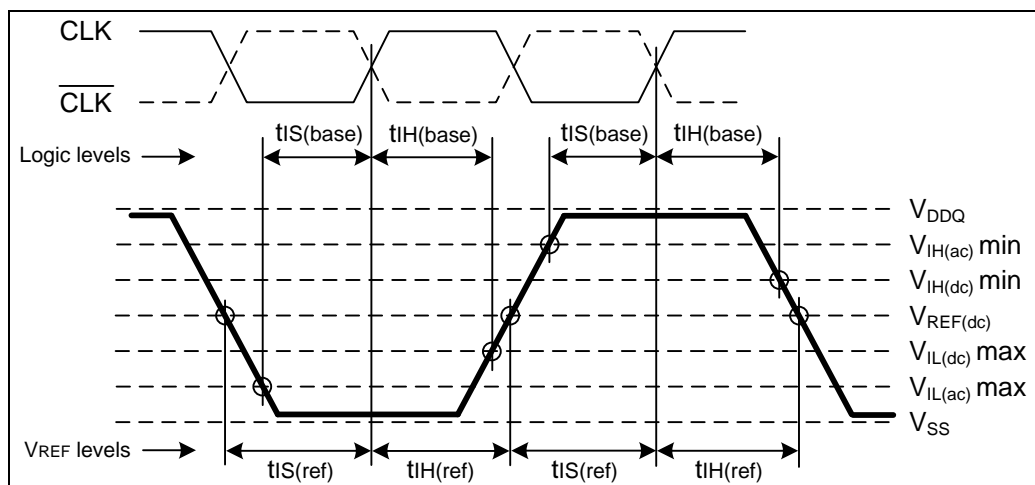 CLK
C̅L̅K̅
tIS(base) tIH(base) tIS(base) tIH(base)
Logic levels
VDDQ
VIH(ac) min
VIH(dc) min
VREF(dc)
VIL(dc) max
VIL(ac) max
VSS
VREF levels
tIS(ref) tIH(ref) tIS(ref) tIH(ref)